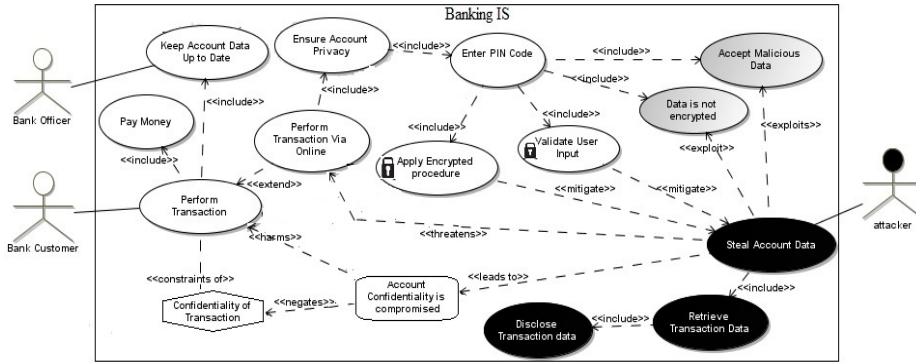 Banking IS
Keep Account Data
Up to Date
Ensure Account
Privacy
<<include>>
Enter PIN Code
<<include>>
Accept Malicious
Data
Bank Officer
Pay Money
<<include>>
<<include>>
<<include>>
Data is not
encrypted
Perform
Transaction Via
Online
<<include>>
<<include>>
<<exploits>>
<<include>>
Apply Encrypted
procedure
Validate User
Input
<<exploit>>
<<extend>>
<<mitigate>>
<<mitigate>>
Perform
Transaction
Bank Customer
attacker
<<harms>>
<<threatens>>
Steal Account Data
<<constraints of>>
<<leads to>>
Account
Confidentiality is
compromised
<<include>>
Confidentiality of
Transaction
<<negates>>
Disclose
Transaction data
<<include>>
Retrieve
Transaction Data